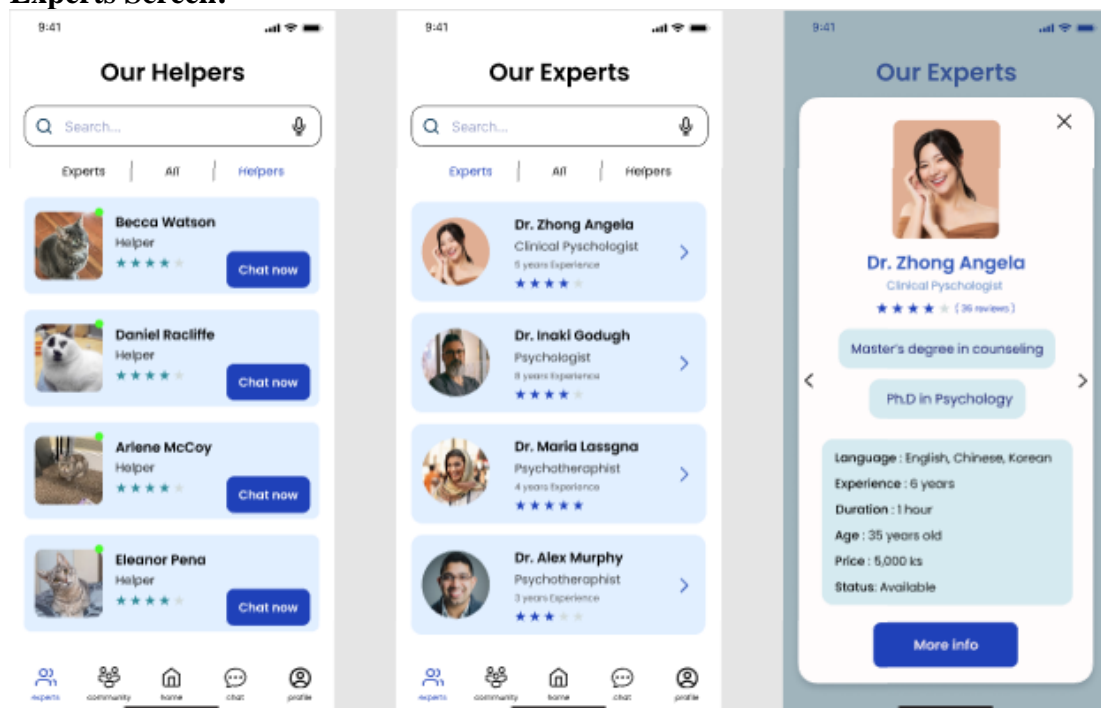 Experts Screen:
9:41
Our Helpers
Search...
Experts | All | Helpers
Becca Watson
Helper
Chat now
Daniel Racliffe
Helper
Chat now
Arlene McCoy
Helper
Chat now
Eleanor Pena
Helper
Chat now
experts community home chat profile
9:41
Our Experts
Search...
Experts | All | Helpers
Dr. Zhong Angela
Clinical Pyschologist
5 years Experience
Dr. Inaki Godugh
Psychologist
8 years Experience
Dr. Maria Lassgna
Psychotheraphist
4 years Experience
Dr. Alex Murphy
Psychotheraphist
3 years Experience
experts community home chat profile
9:41
Our Experts
Dr. Zhong Angela
Clinical Pyschologist
(36 reviews)
Master's degree in counseling
Ph.D in Psychology
Language : English, Chinese, Korean
Experience : 6 years
Duration : 1 hour
Age : 35 years old
Price : 5,000 ks
Status: Available
More info